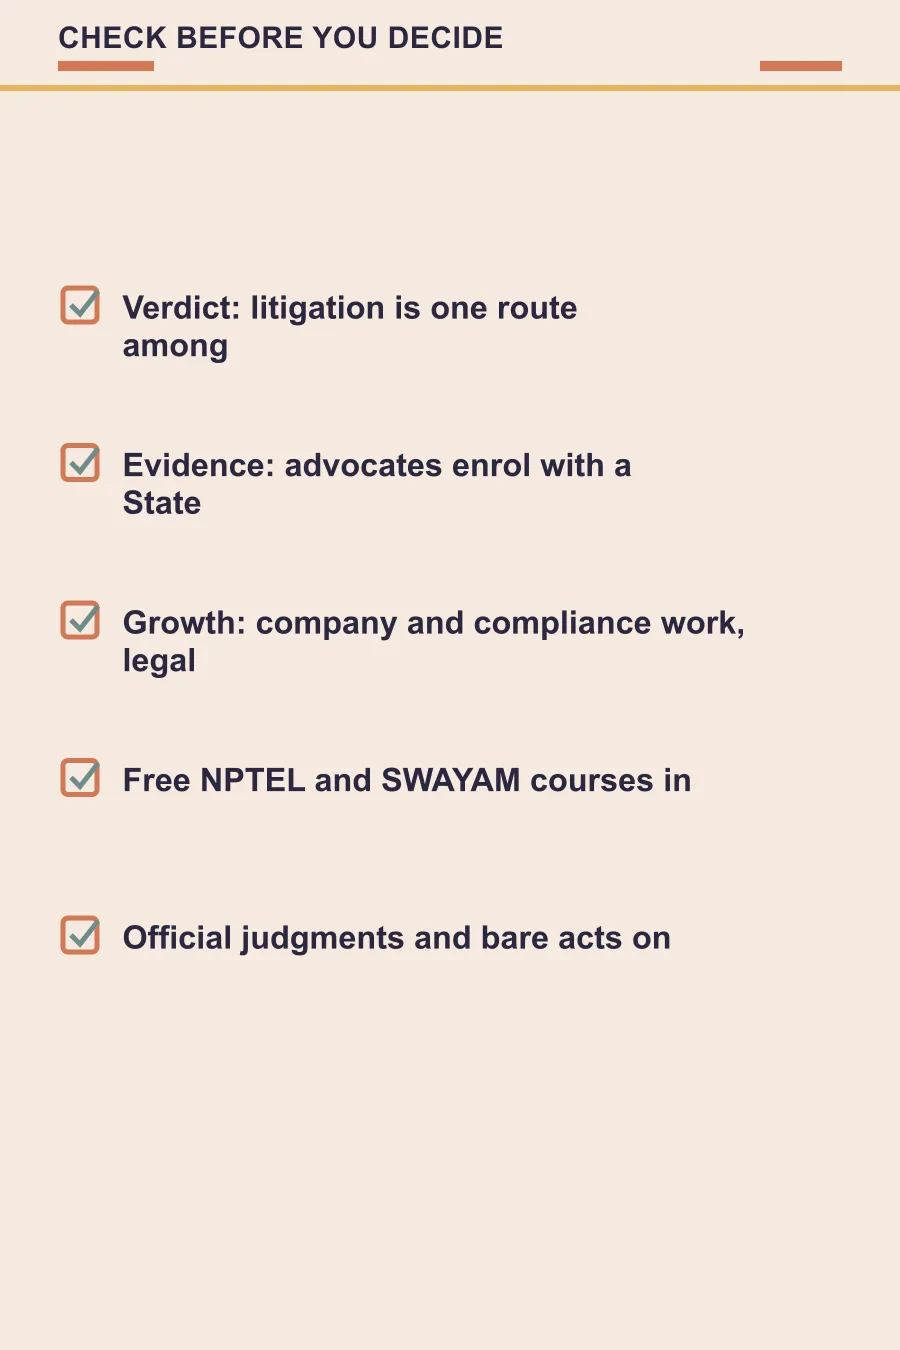 CHECK BEFORE YOU DECIDE
Verdict: litigation is one route
among
Evidence: advocates enrol with a
State
Growth: company and compliance work,
legal
Free NPTEL and SWAYAM courses in
Official judgments and bare acts on